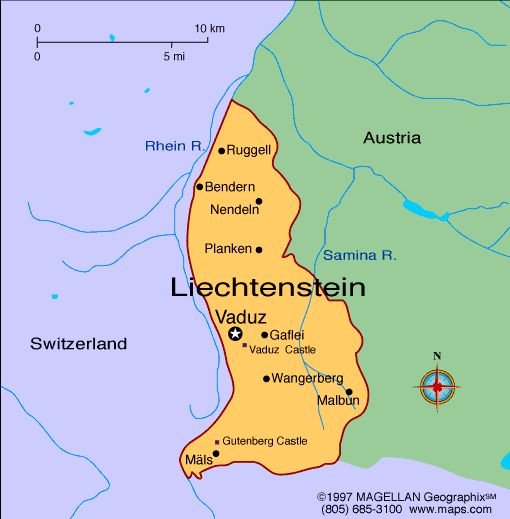 0 10 km
0 5 mi
Austria
Rhein R.
Ruggell
Bendern
Nendeln
Planken
Samina R.
Liechtenstein
Vaduz
Gaflei
Switzerland
Vaduz Castle
N
Wangerberg
Malbun
Gutenberg Castle
Mäls
©1997 MAGELLAN Geographix℠
(805) 685-3100 www.maps.com